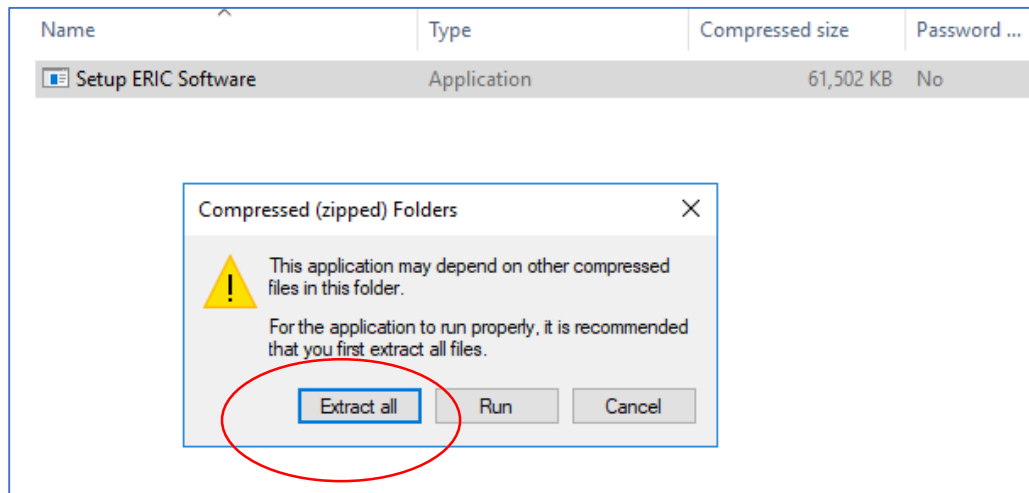 Name Type Compressed size Password ...
Setup ERIC Software Application 61,502 KB No
Compressed (zipped) Folders
This application may depend on other compressed
files in this folder.
For the application to run properly, it is recommended
that you first extract all files.
Extract all Run Cancel